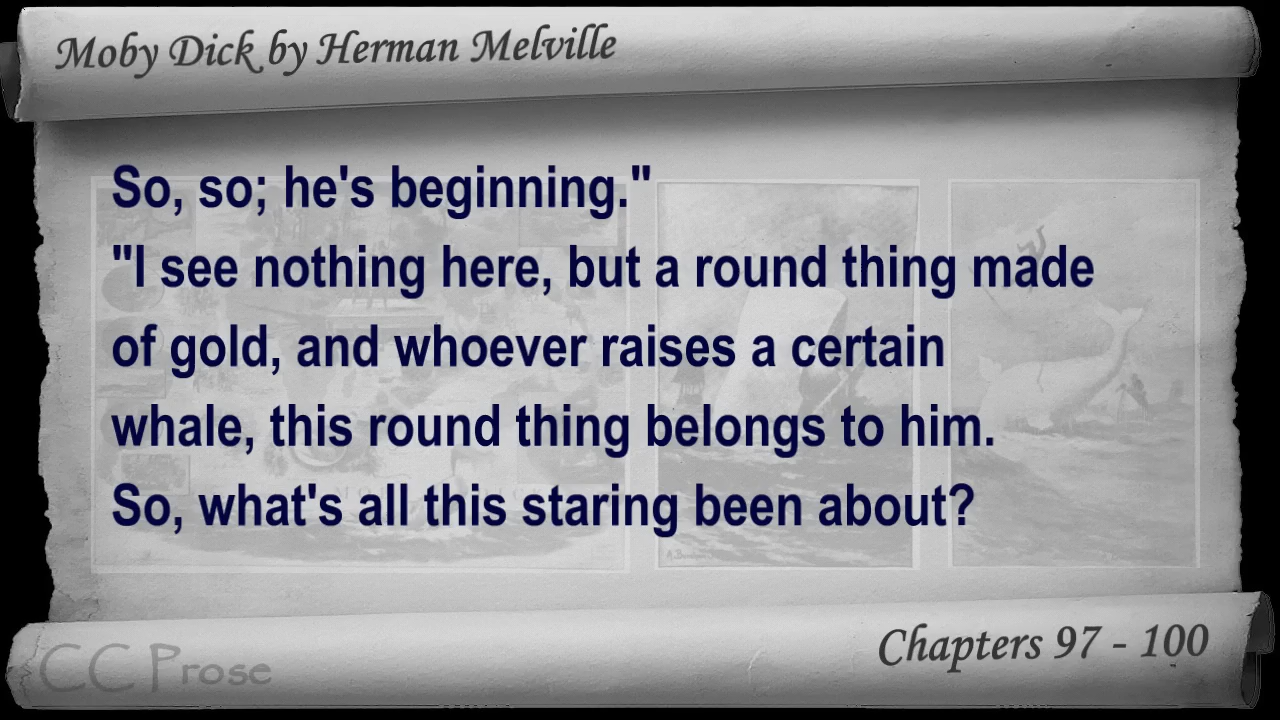 Moby Dick by Herman Melville
So, so; he's beginning."
"I see nothing here, but a round thing made
of gold, and whoever raises a certain
whale, this round thing belongs to him.
So, what's all this staring been about?
Chapters 97 - 100
CC Prose